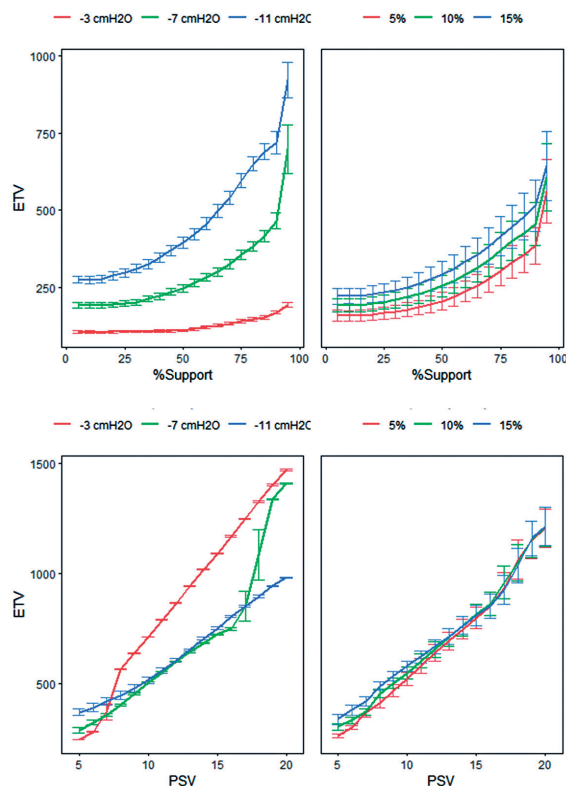 -3 cmH2O -7 cmH2O -11 cmH2C 5% 10% 15%
1000
750
500
250
ETV
0 25 50 75 100 0 25 50 75 100
%Support %Support
-3 cmH2O -7 cmH2O -11 cmH2C 5% 10% 15%
1500
1000
500
ETV
5 10 15 20 5 10 15 20
PSV PSV